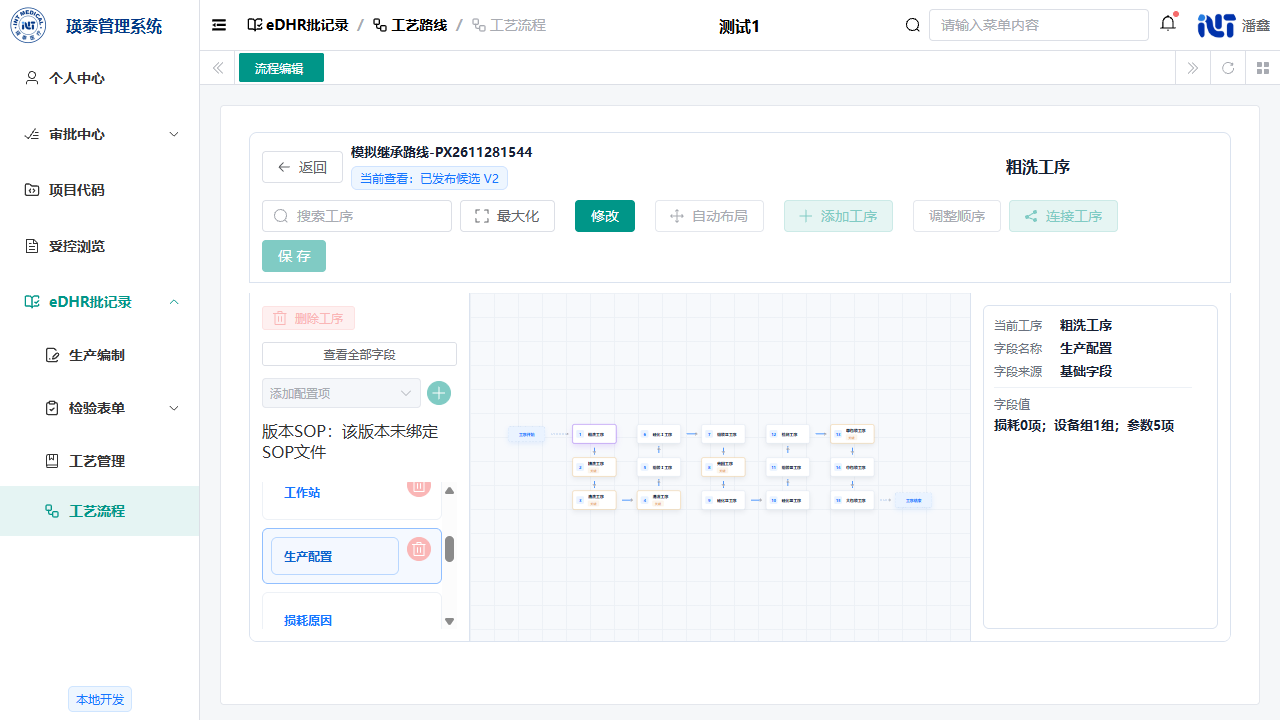 瑛泰管理系统
eDHR批记录 / 工艺路线 / 工艺流程
测试1
请输入菜单内容
潘鑫
个人中心
审批中心
项目代码
受控浏览
eDHR批记录
生产编制
检验表单
工艺管理
工艺流程
本地开发
流程编辑
返回
模拟继承路线-PX2611281544
当前查看：已发布候选 V2
粗洗工序
搜索工序
最大化
修改
自动布局
添加工序
调整顺序
连接工序
保 存
删除工序
查看全部字段
添加配置项
版本SOP：该版本未绑定
SOP文件
工作站
生产配置
损耗原因
当前工序 粗洗工序
字段名称 生产配置
字段来源 基础字段
字段值
损耗0项；设备组1组；参数5项